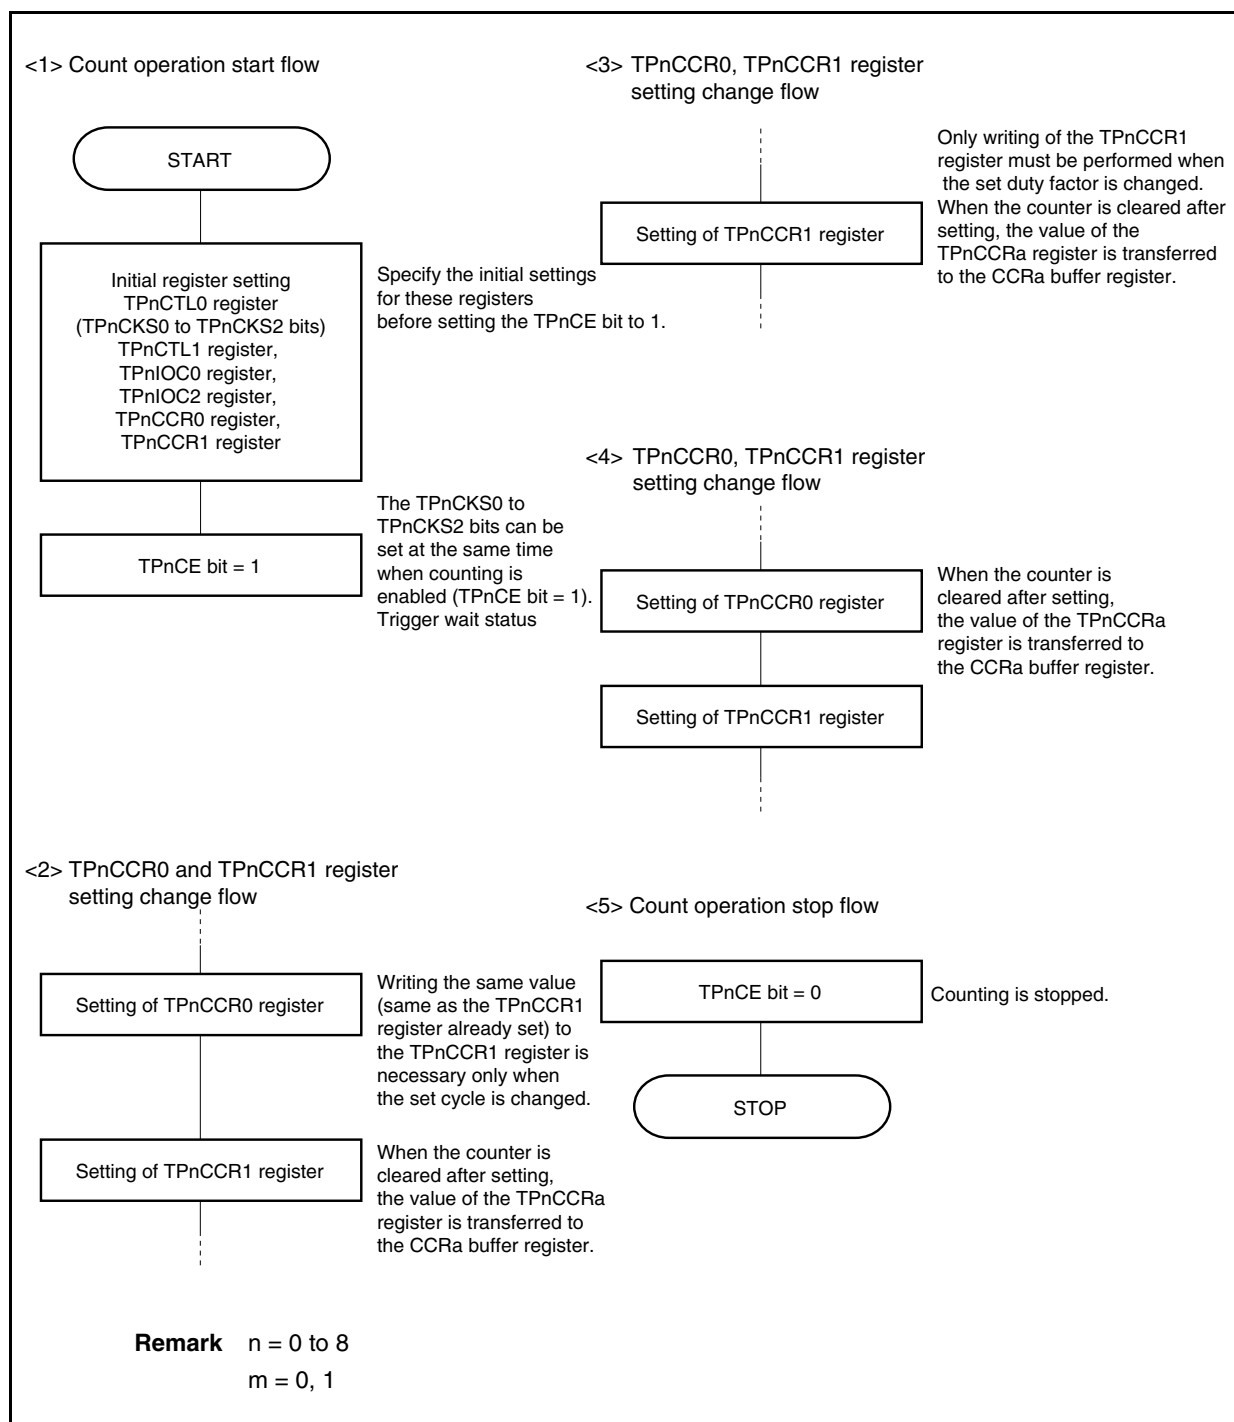 <1> Count operation start flow
START
Initial register setting
TPnCTL0 register
(TPnCKS0 to TPnCKS2 bits)
TPnCTL1 register,
TPnIOC0 register,
TPnIOC2 register,
TPnCCR0 register,
TPnCCR1 register
Specify the initial settings
for these registers
before setting the TPnCE bit to 1.
TPnCE bit = 1
The TPnCKS0 to
TPnCKS2 bits can be
set at the same time
when counting is
enabled (TPnCE bit = 1).
Trigger wait status
<2> TPnCCR0 and TPnCCR1 register
setting change flow
Setting of TPnCCR0 register
Writing the same value
(same as the TPnCCR1
register already set) to
the TPnCCR1 register is
necessary only when
the set cycle is changed.
Setting of TPnCCR1 register
When the counter is
cleared after setting,
the value of the TPnCCRa
register is transferred to
the CCRa buffer register.
<3> TPnCCR0, TPnCCR1 register
setting change flow
Setting of TPnCCR1 register
Only writing of the TPnCCR1
register must be performed when
the set duty factor is changed.
When the counter is cleared after
setting, the value of the
TPnCCRa register is transferred
to the CCRa buffer register.
<4> TPnCCR0, TPnCCR1 register
setting change flow
Setting of TPnCCR0 register
When the counter is
cleared after setting,
the value of the TPnCCRa
register is transferred to
the CCRa buffer register.
Setting of TPnCCR1 register
<5> Count operation stop flow
TPnCE bit = 0
Counting is stopped.
STOP
Remark n = 0 to 8
m = 0, 1